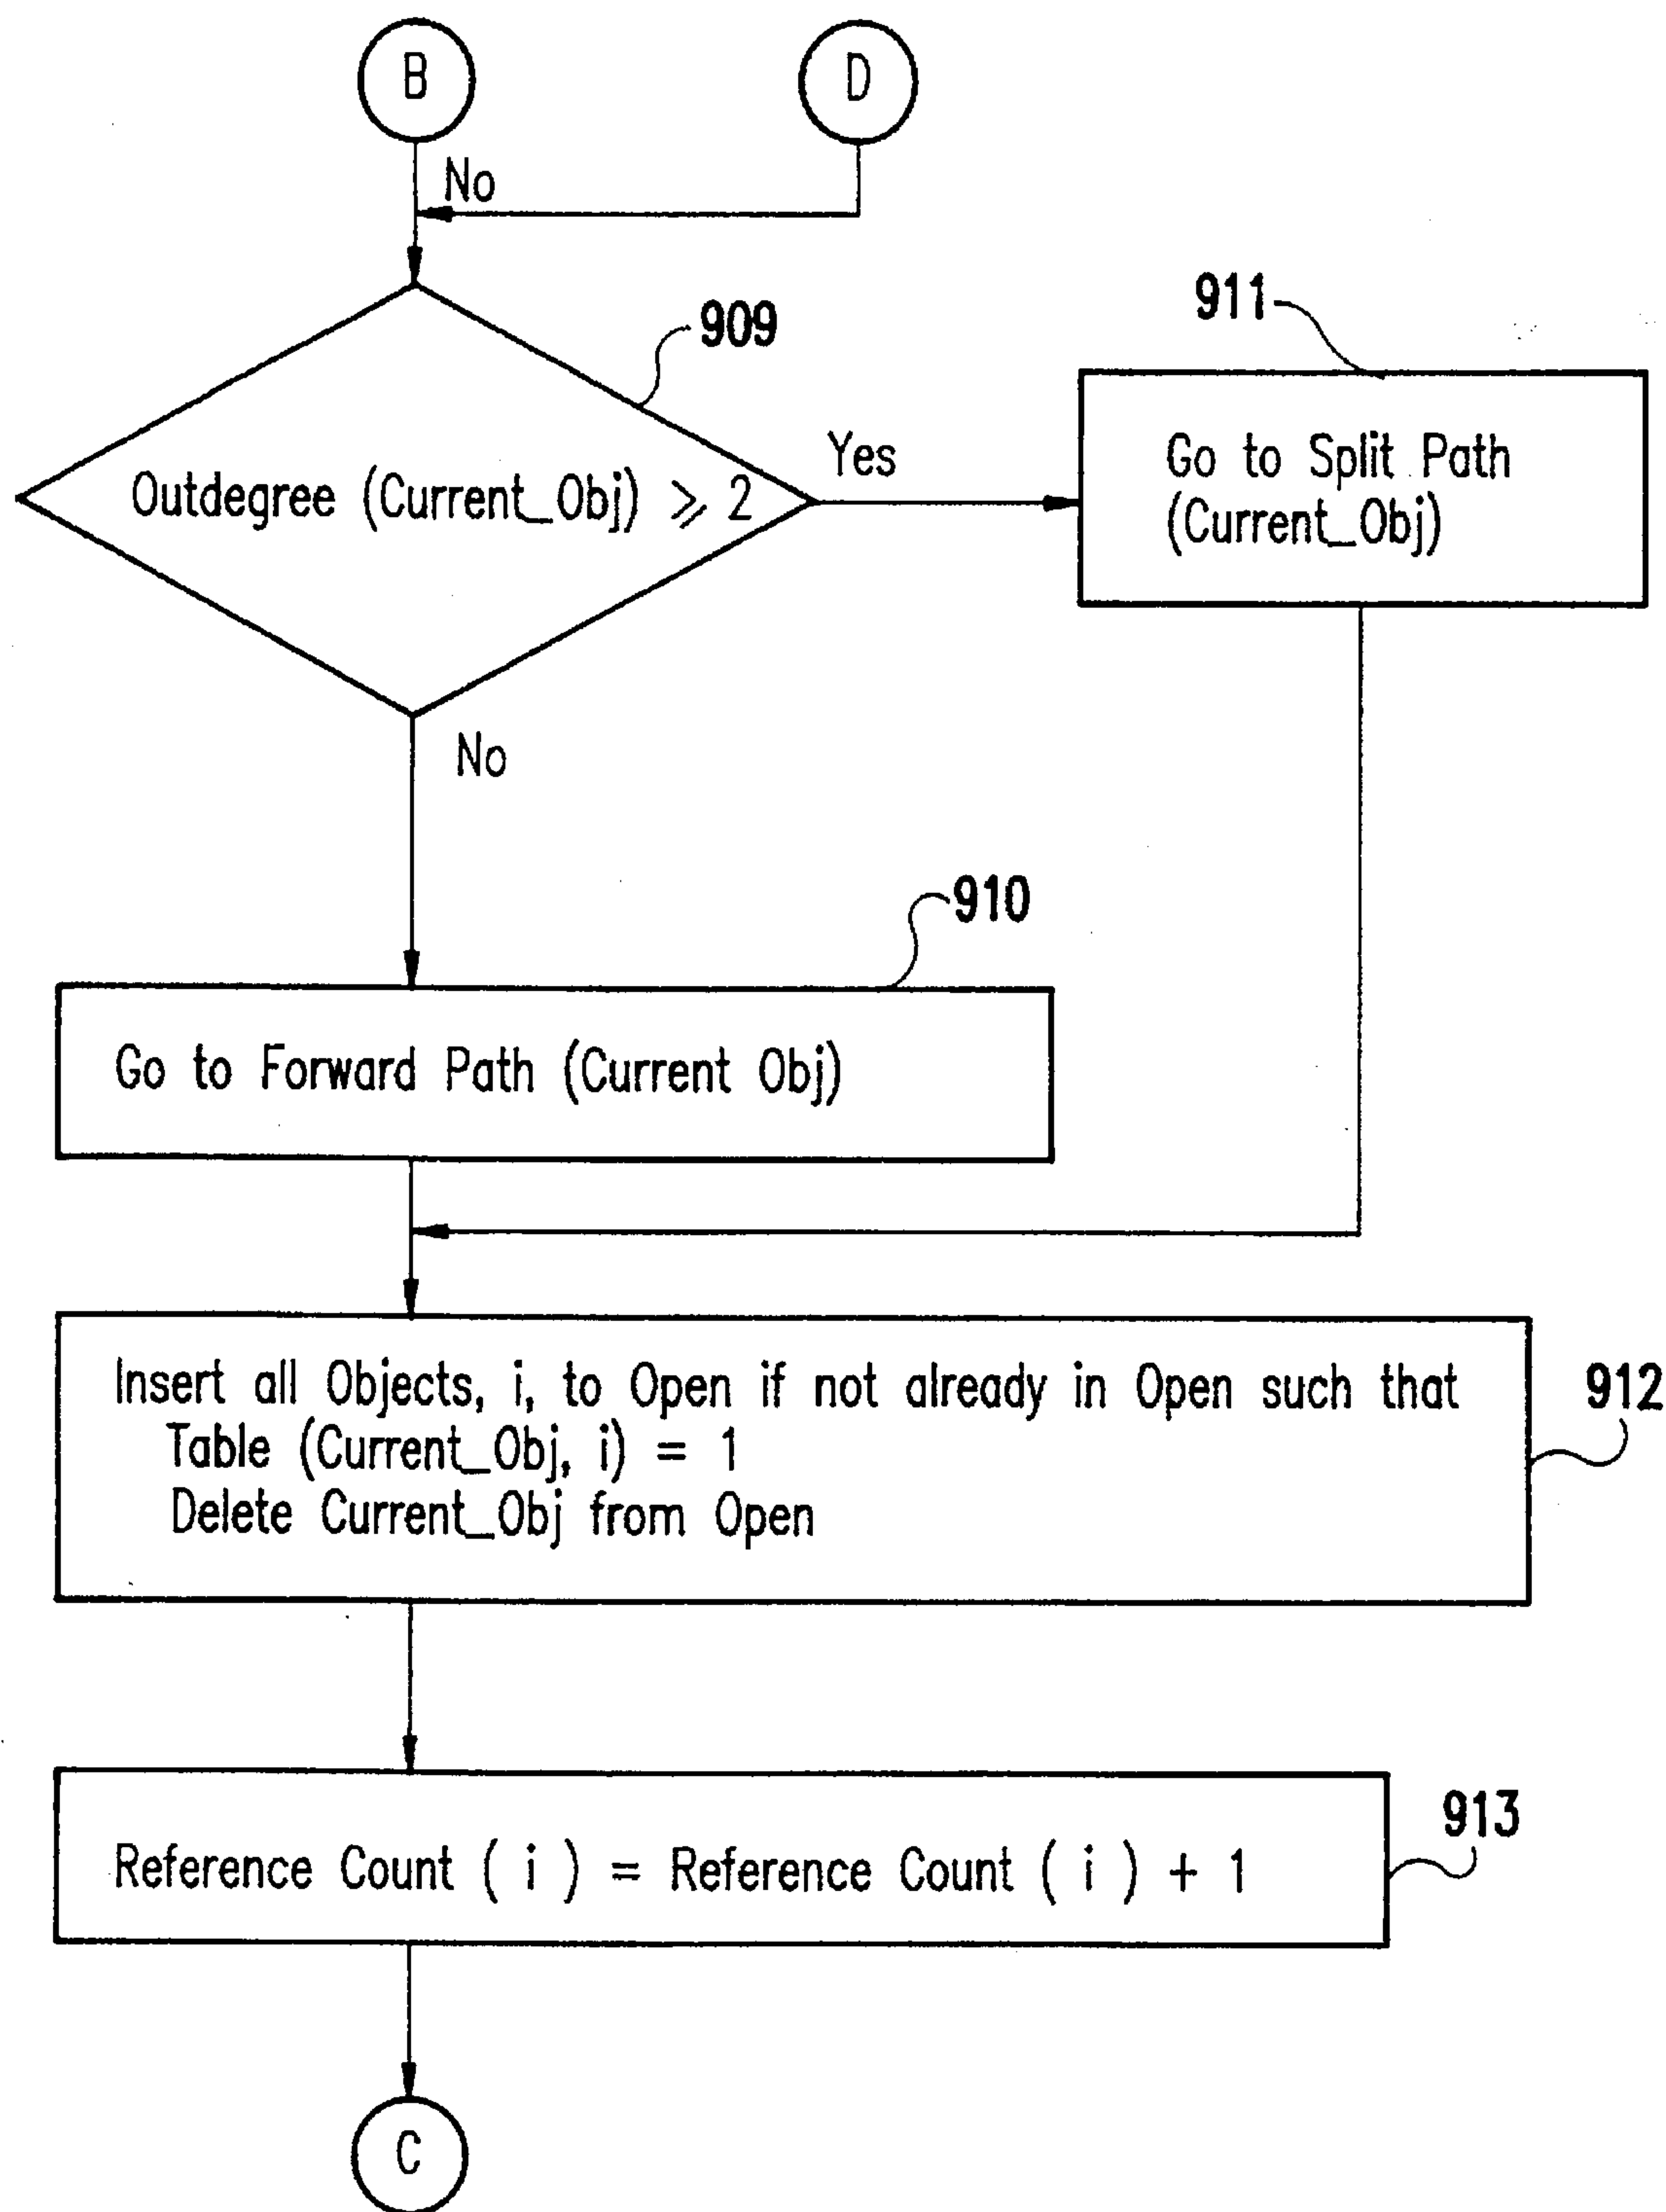 B
D
No
909
911
Outdegree (Current_Obj) ⩾ 2
Yes
Go to Split Path
(Current_Obj)
No
910
Go to Forward Path (Current Obj)
Insert all Objects, i, to Open if not already in Open such that
Table (Current_Obj, i) = 1
Delete Current_Obj from Open
912
Reference Count ( i ) = Reference Count ( i ) + 1
913
C